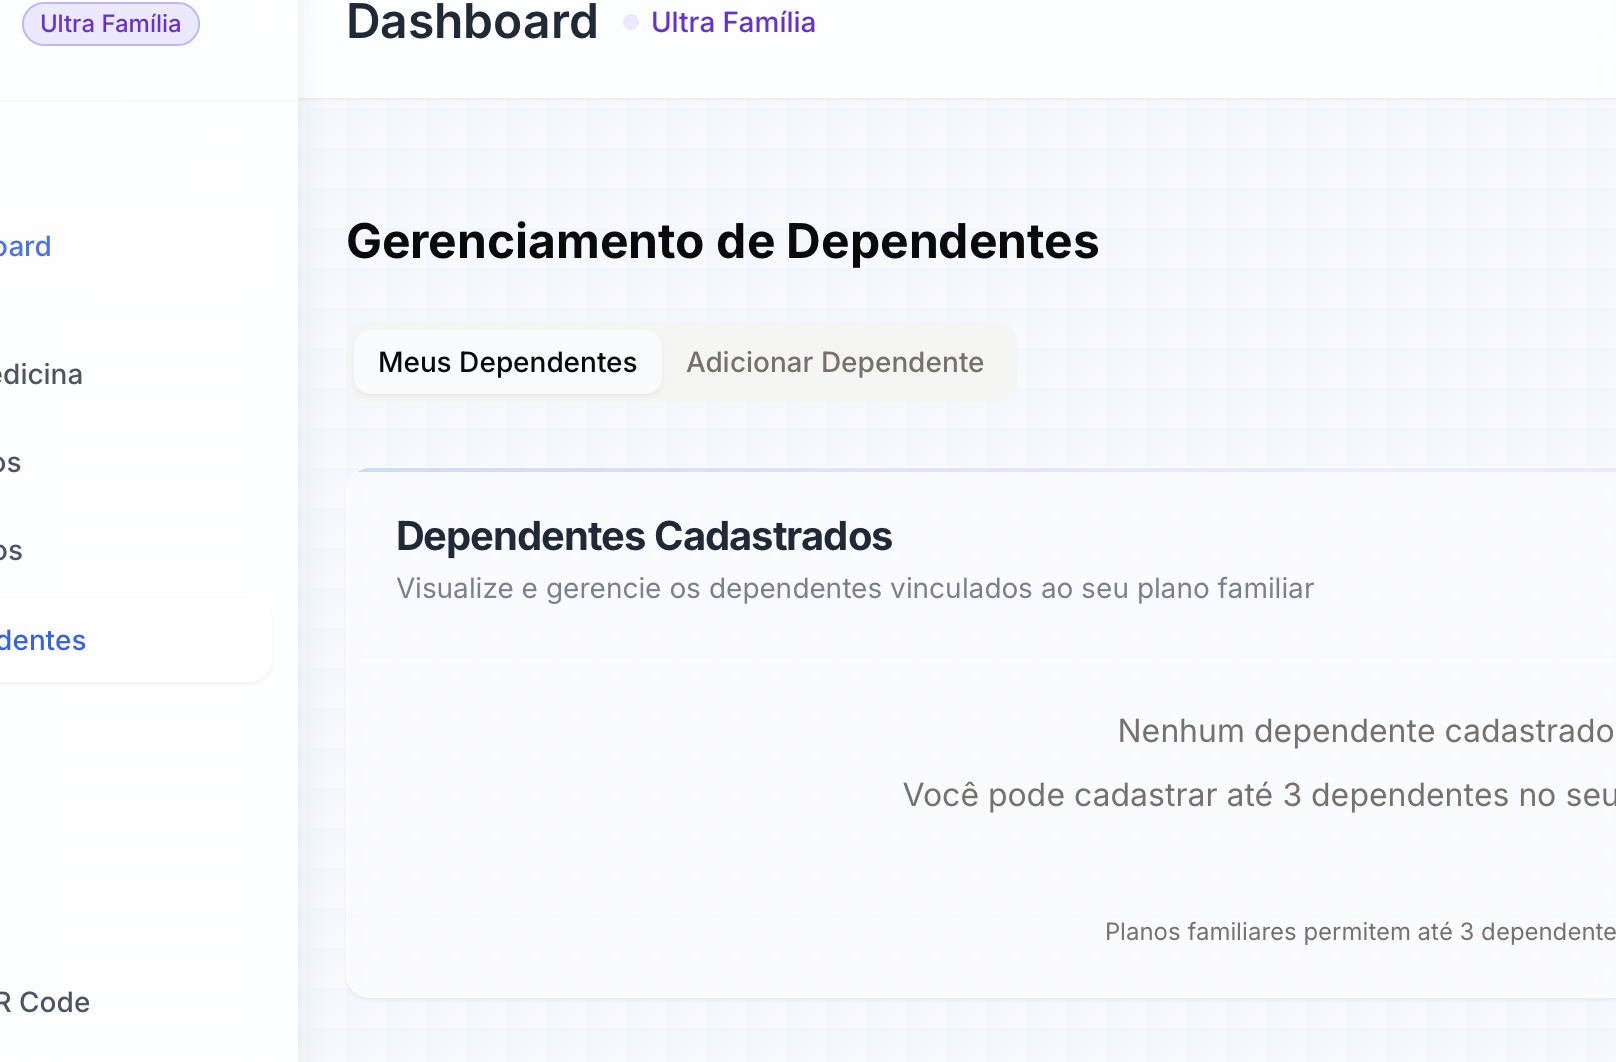 Ultra Família
Dashboard
Ultra Família
Gerenciamento de Dependentes
Meus Dependentes
Adicionar Dependente
Dependentes Cadastrados
Visualize e gerencie os dependentes vinculados ao seu plano familiar
Nenhum dependente cadastrado
Você pode cadastrar até 3 dependentes no seu
Planos familiares permitem até 3 dependente
oard
edicina
os
os
dentes
R Code